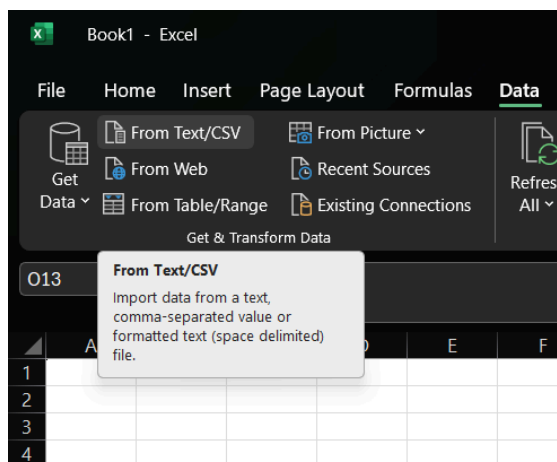 Book1 - Excel
File Home Insert Page Layout Formulas Data
From Text/CSV From Picture
From Web Recent Sources
Get Data
From Table/Range Existing Connections
Refres
All
Get & Transform Data
O13
From Text/CSV
Import data from a text,
comma-separated value or
formatted text (space delimited)
file.
A E F
1
2
3
4